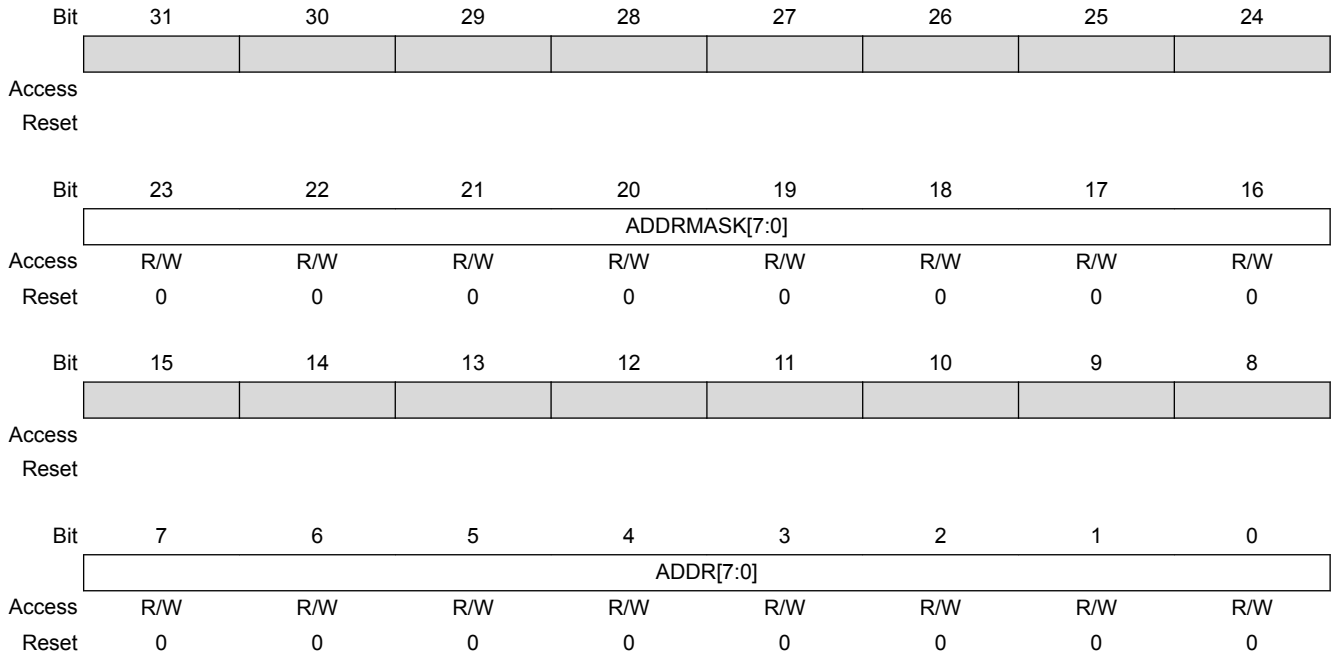 Bit 31 30 29 28 27 26 25 24
Access
Reset
Bit 23 22 21 20 19 18 17 16
ADDRMASK[7:0]
Access R/W R/W R/W R/W R/W R/W R/W R/W
Reset 0 0 0 0 0 0 0 0
Bit 15 14 13 12 11 10 9 8
Access
Reset
Bit 7 6 5 4 3 2 1 0
ADDR[7:0]
Access R/W R/W R/W R/W R/W R/W R/W R/W
Reset 0 0 0 0 0 0 0 0